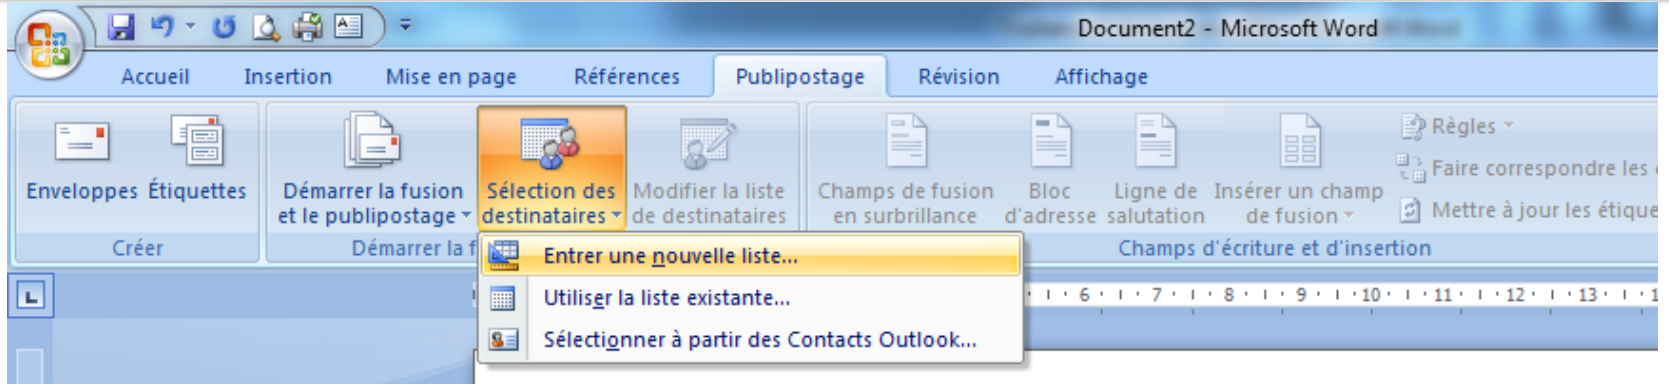 Document2 - Microsoft Word
Accueil Insertion Mise en page Références Publipostage Révision Affichage
Enveloppes Étiquettes
Créer
Démarrer la fusion
et le publipostage
Sélection des
destinataires
Modifier la liste
de destinataires
Démarrer la f
Champs de fusion
en surbrillance
Bloc
d'adresse
Ligne de
salutation
Insérer un champ
de fusion
Règles
Faire correspondre les
Mettre à jour les étique
Champs d'écriture et d'insertion
Entrer une nouvelle liste...
Utiliser la liste existante...
Sélectionner à partir des Contacts Outlook...
6 7 8 9 10 11 12 13 1